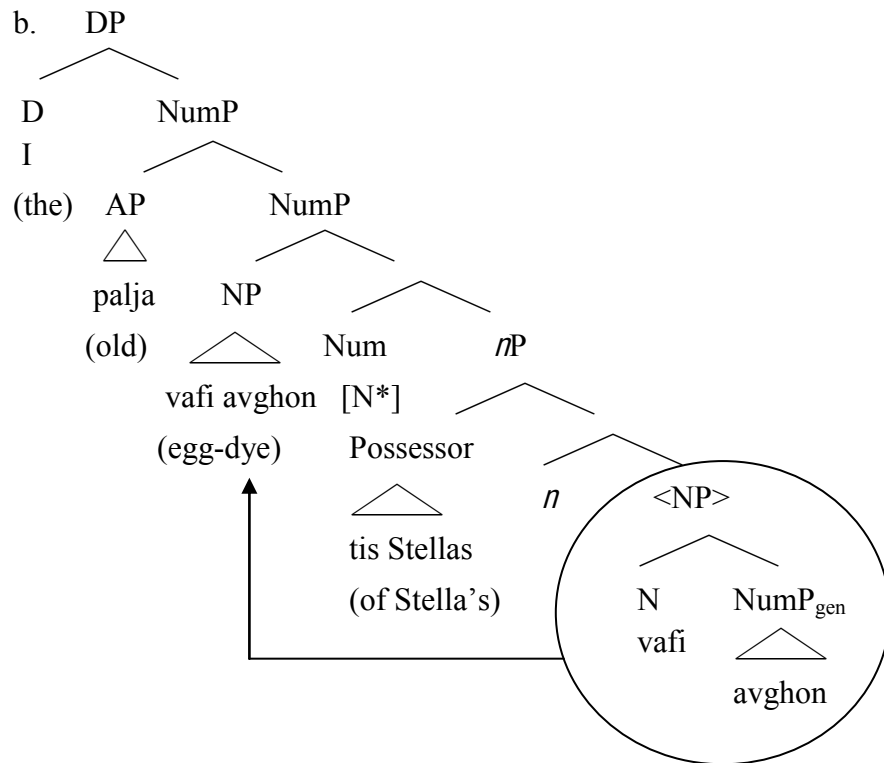 b. DP
D NumP
I
(the) AP NumP
palja NP
(old) Num nP
vafi avghon [N*]
(egg-dye) Possessor
n <NP>
tis Stellas
(of Stella's) N NumPgen
vafi
avghon